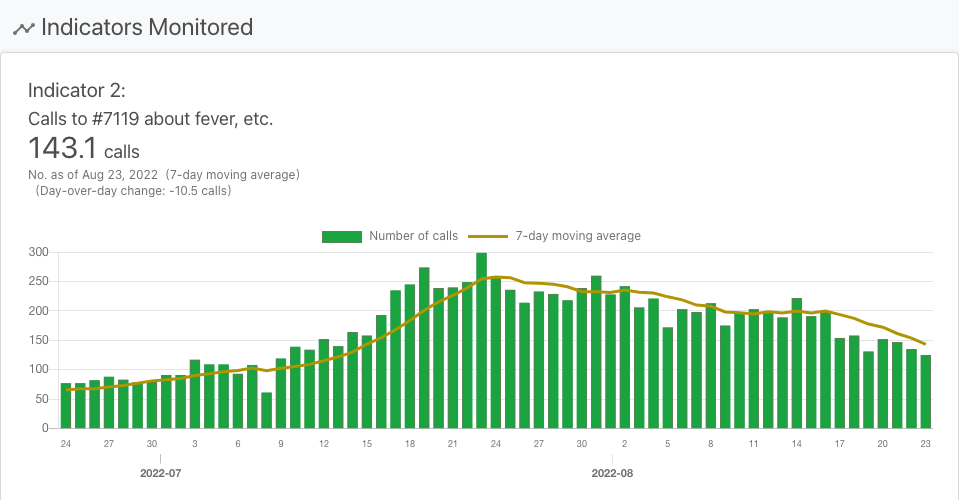 Indicators Monitored
Indicator 2:
Calls to #7119 about fever, etc.
143.1 calls
No. as of Aug 23, 2022 (7-day moving average)
(Day-over-day change: -10.5 calls)
Number of calls 7-day moving average
300
250
200
150
100
50
0
24 27 30 3 6 9 12 15 18 21 24 27 30 2 5 8 11 14 17 20 23
2022-07 2022-08